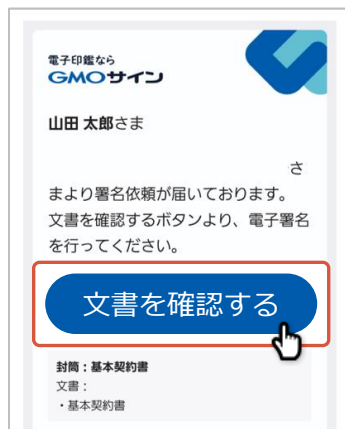 電子印鑑なら
GMOサイン
山田 太郎さま
さ
まより署名依頼が届いております。
文書を確認するボタンより、電子署名
を行ってください。
文書を確認する
封筒：基本契約書
文書：
・基本契約書